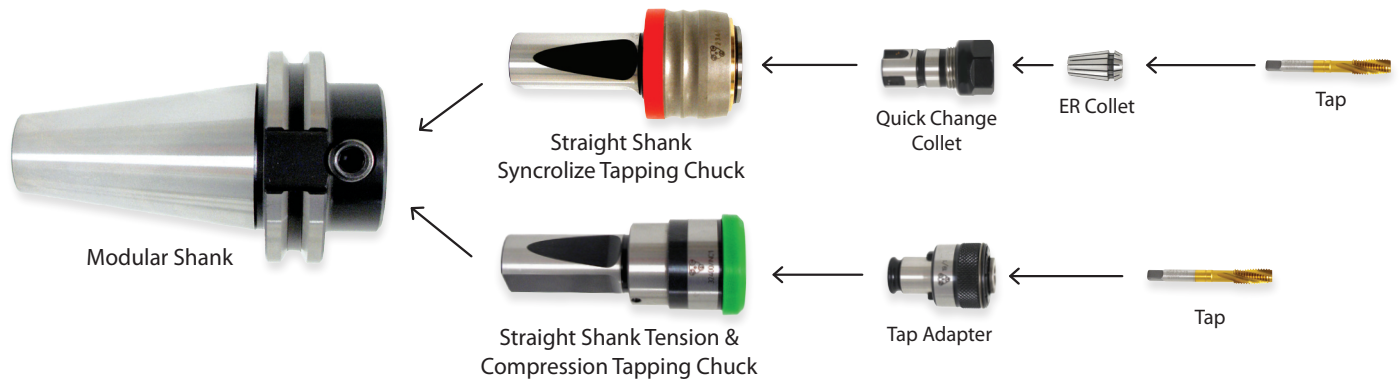 Modular Shank
Straight Shank
Syncrolize Tapping Chuck
Quick Change
Collet
ER Collet
Tap
Straight Shank Tension &
Compression Tapping Chuck
Tap Adapter
Tap